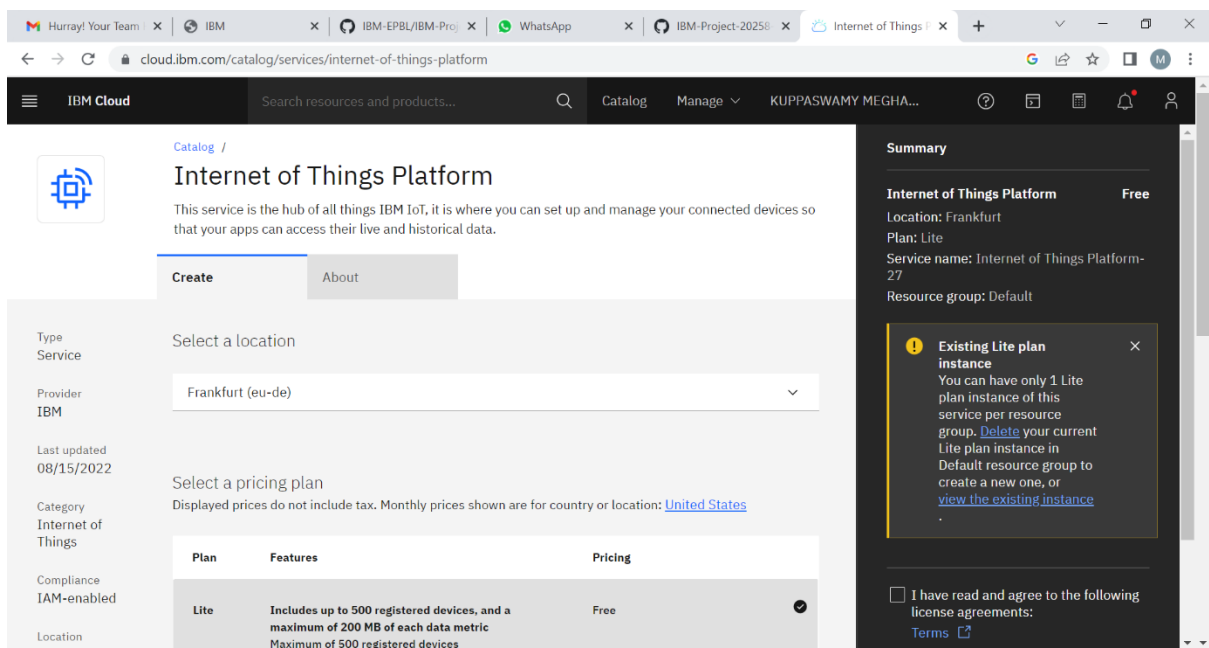 Hurray! Your Team
IBM
IBM-EPBL/IBM-Proj
WhatsApp
IBM-Project-20258
Internet of Things P
cloud.ibm.com/catalog/services/internet-of-things-platform
M
IBM Cloud
Search resources and products...
Catalog
Manage
KUPPASWAMY MEGHA...
Catalog /
Internet of Things Platform
This service is the hub of all things IBM IoT, it is where you can set up and manage your connected devices so
that your apps can access their live and historical data.
Create
About
Type
Service
Provider
IBM
Last updated
08/15/2022
Category
Internet of
Things
Compliance
IAM-enabled
Location
Select a location
Frankfurt (eu-de)
Select a pricing plan
Displayed prices do not include tax. Monthly prices shown are for country or location: United States
Plan Features Pricing
Lite Includes up to 500 registered devices, and a Free
maximum of 200 MB of each data metric
Maximum of 500 registered devices
Summary
Internet of Things Platform Free
Location: Frankfurt
Plan: Lite
Service name: Internet of Things Platform-
27
Resource group: Default
Existing Lite plan
instance
You can have only 1 Lite
plan instance of this
service per resource
group. Delete your current
Lite plan instance in
Default resource group to
create a new one, or
view the existing instance
.
I have read and agree to the following
license agreements:
Terms